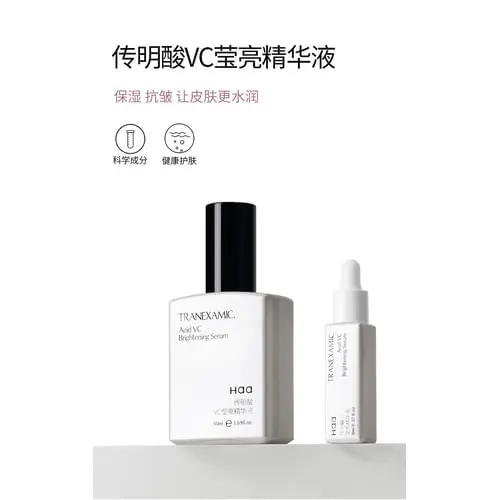 传明酸VC莹亮精华液
保湿 抗皱 让皮肤更水润
科学成分
健康护肤
TRANEXAMIC.
Acid VC
Brightening Serum
Haa
传明酸
VC莹亮精华液
TRANEXAMIC.
Acid VC
Brightening Serum
Haa